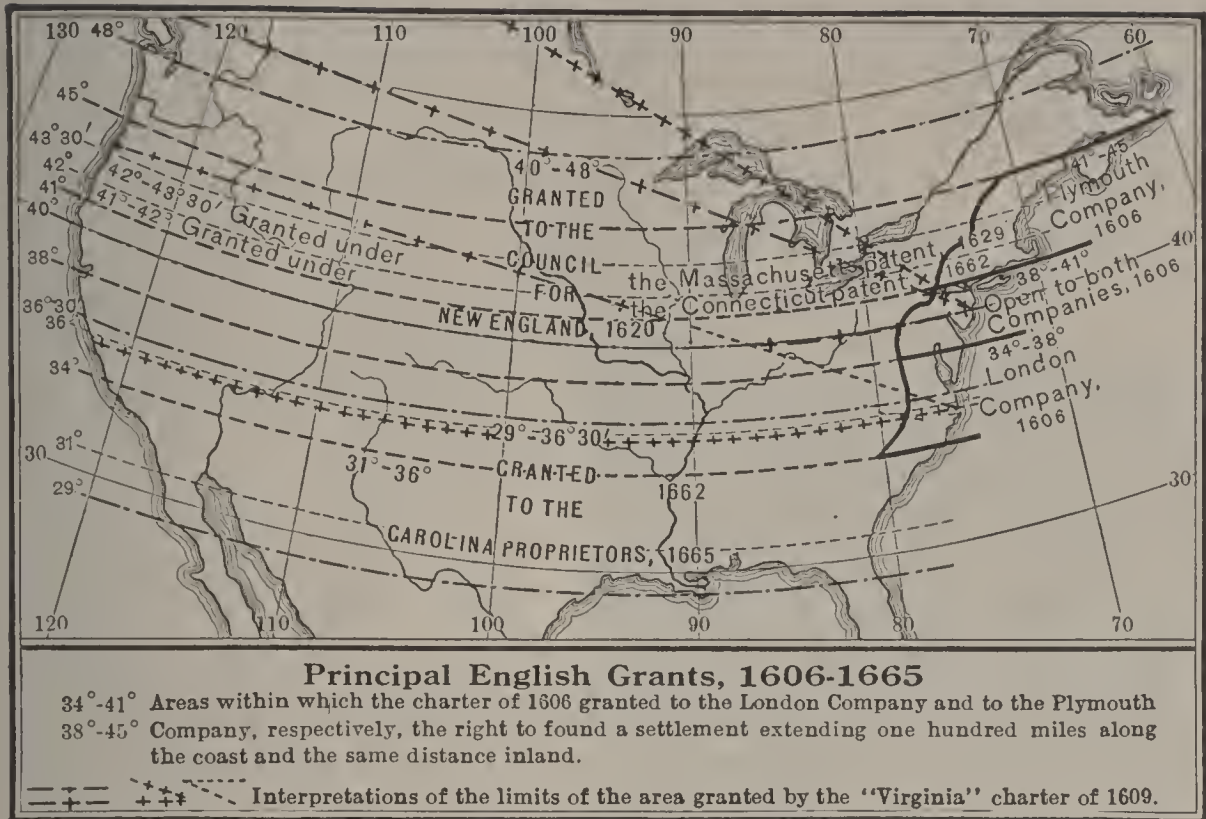 130 48° 120 110 100 90 80 70 60
45°
43°30′
42°
41°
40°
38°
36°30′
36°
34°
31°
30
29°
42°-43°30′ Granted under
41°-42° Granted under
40°-48°
GRANTED
TO THE
COUNCIL
FOR
NEW ENGLAND, 1620
the Massachusetts patent, 1629
the Connecticut patent, 1662
41°-45°
Plymouth
Company,
1606
40°
38°-41°
Open to both
Companies, 1606
34°-38°
London
Company,
1606
29°-36°30′
31°-36°
GRANTED
1662
TO THE
CAROLINA PROPRIETORS, 1665
30°
120 110 100 90 80 70
Principal English Grants, 1606-1665
34°-41° Areas within which the charter of 1606 granted to the London Company and to the Plymouth
38°-45° Company, respectively, the right to found a settlement extending one hundred miles along
the coast and the same distance inland.
Interpretations of the limits of the area granted by the "Virginia" charter of 1609.